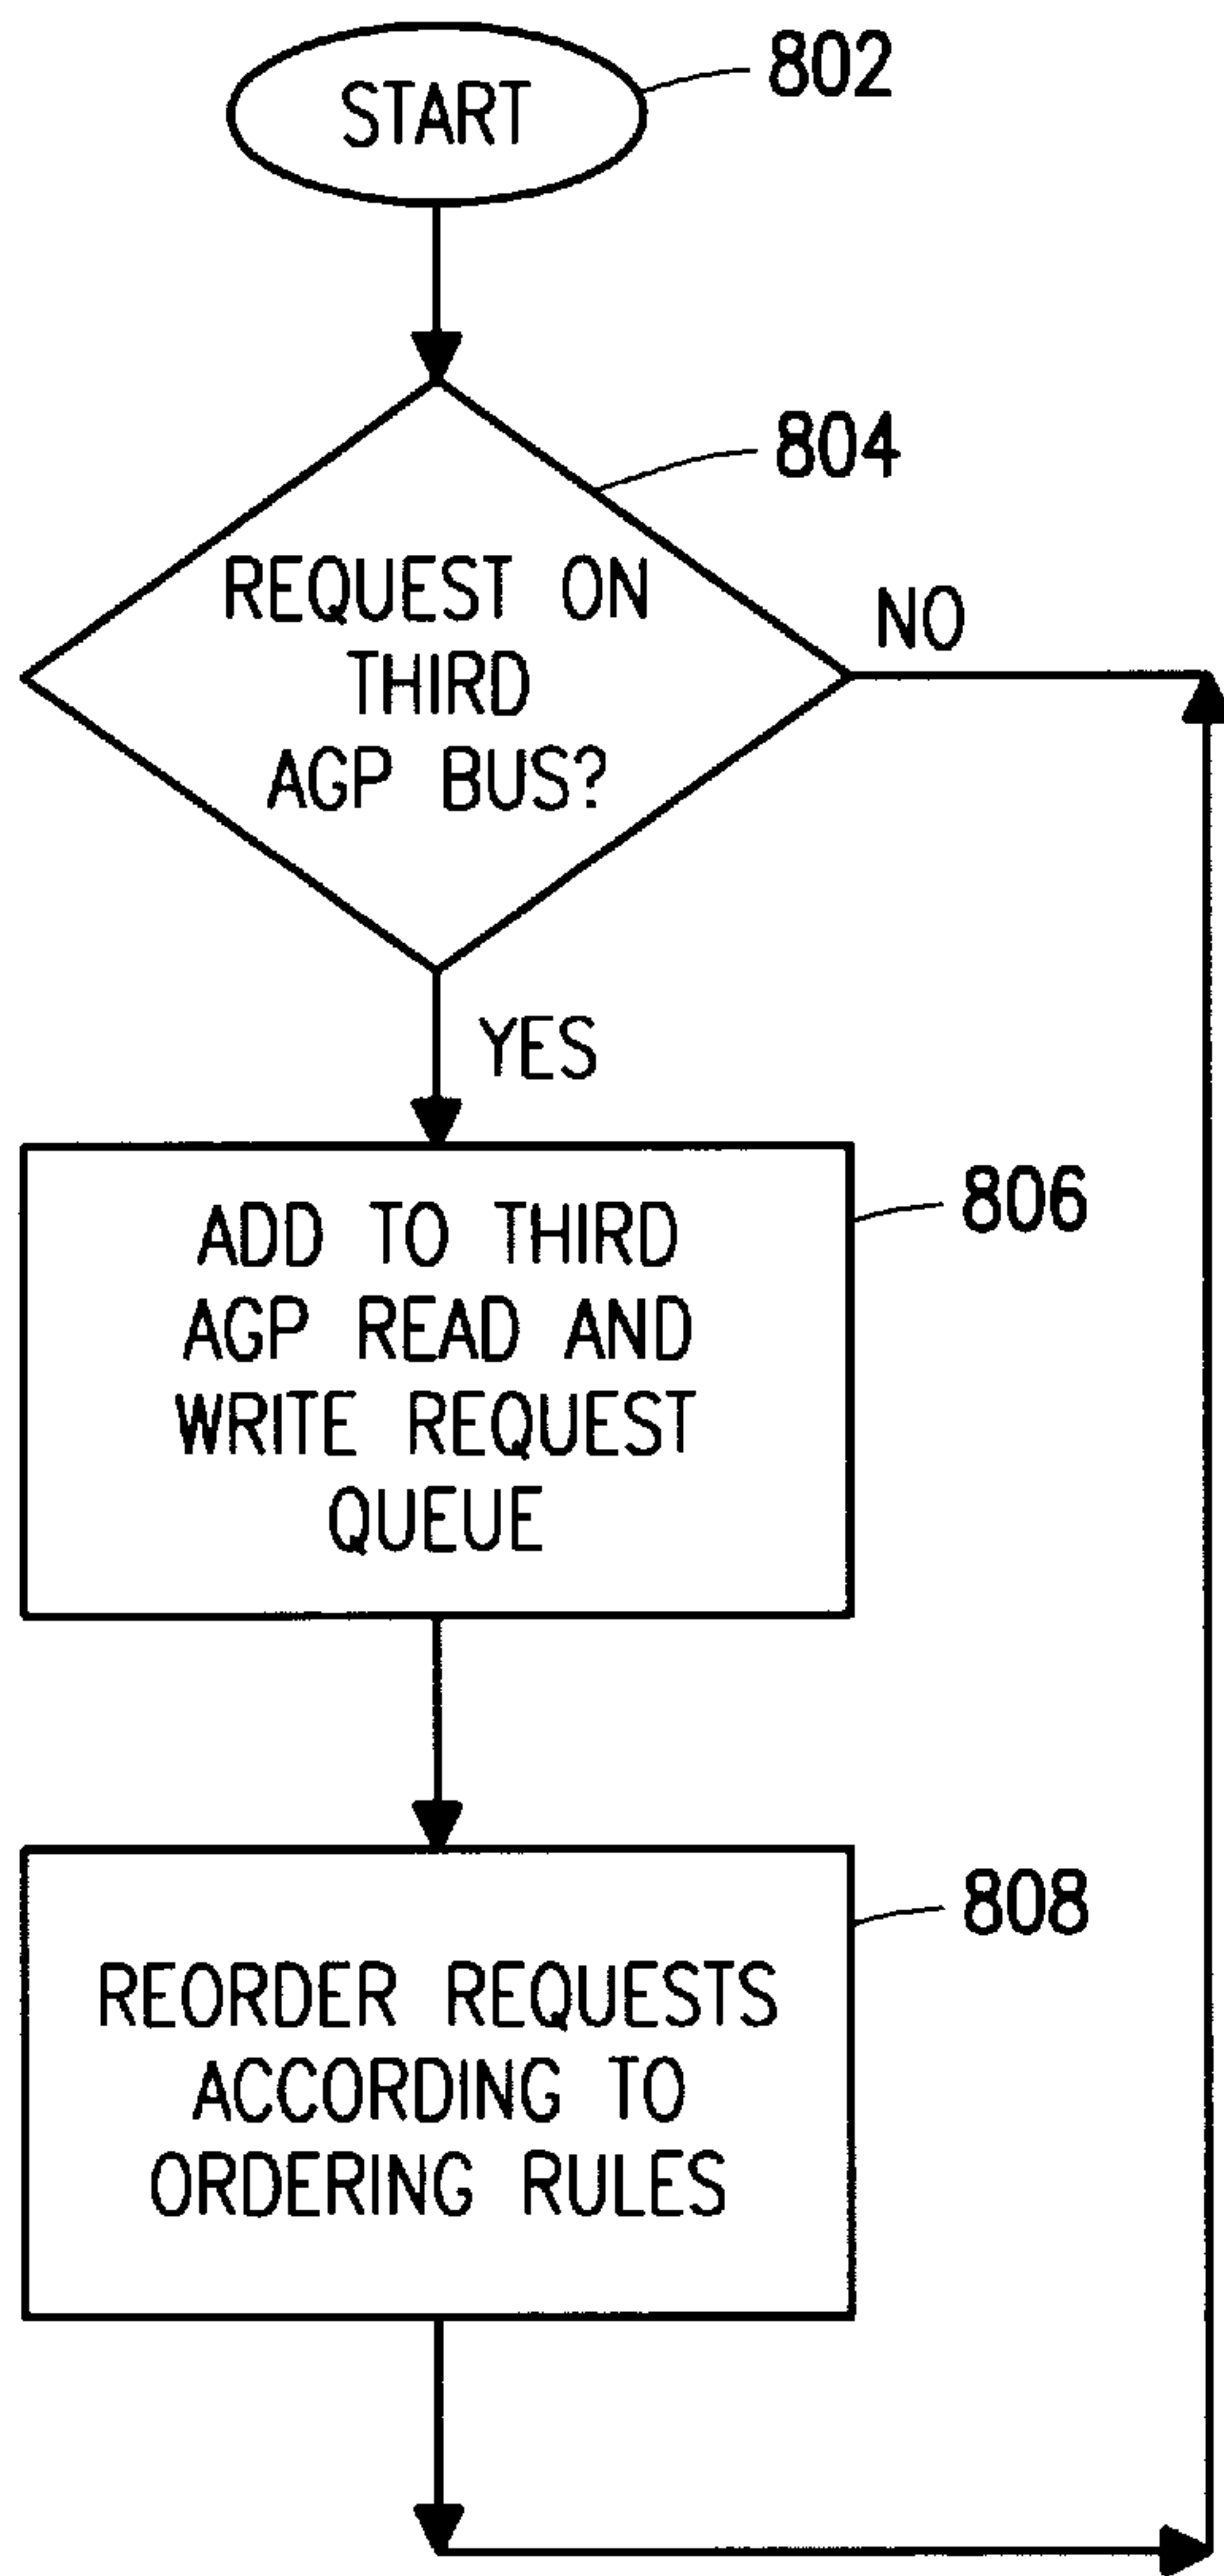 START
802
804
REQUEST ON
THIRD
AGP BUS?
NO
YES
806
ADD TO THIRD
AGP READ AND
WRITE REQUEST
QUEUE
808
REORDER REQUESTS
ACCORDING TO
ORDERING RULES